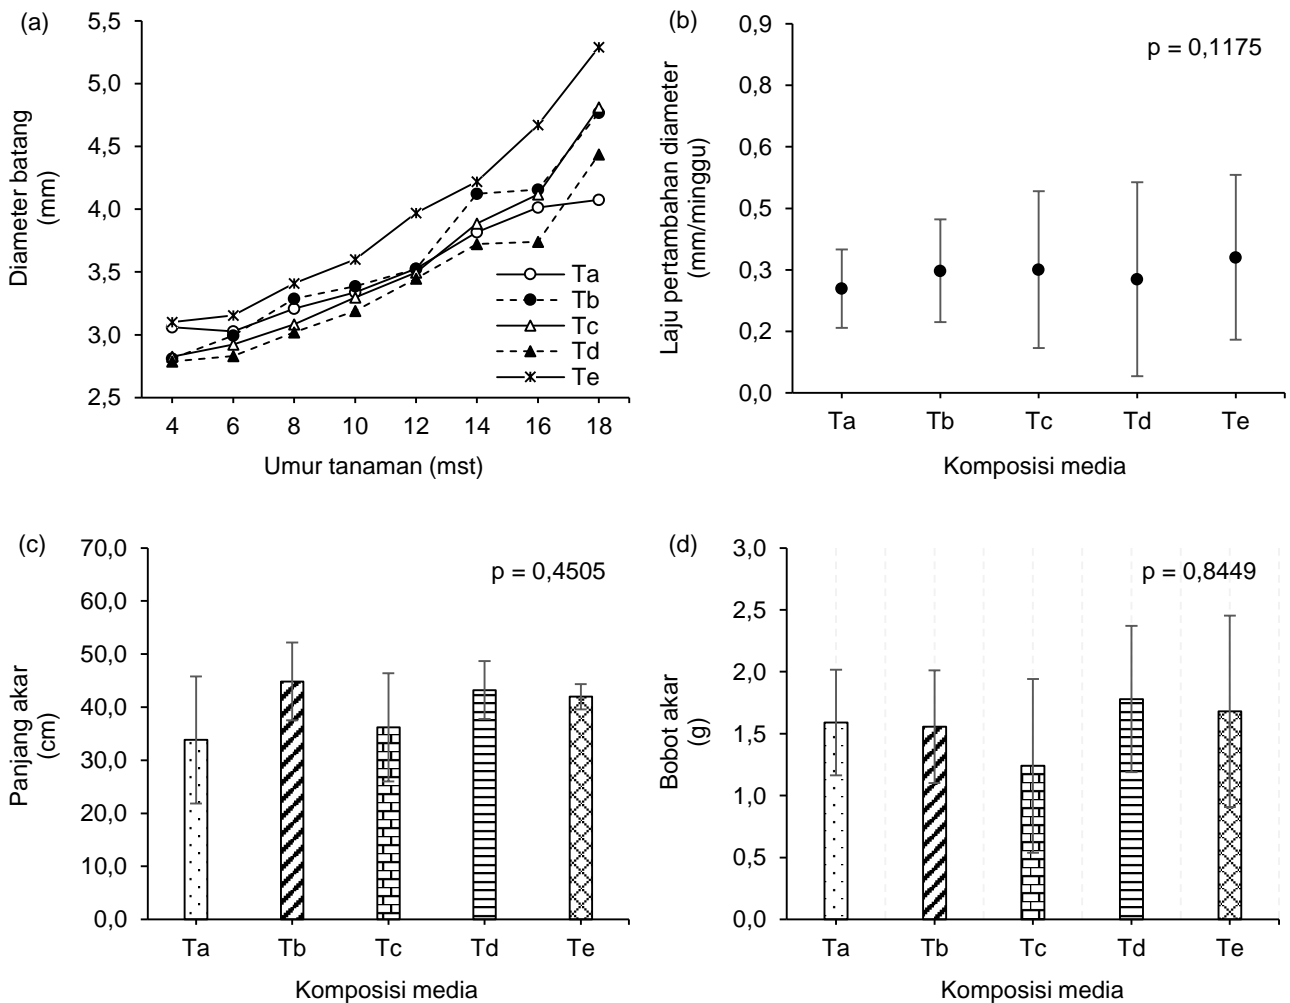 (a)
5,5
5,0
4,5
4,0
3,5
3,0
2,5
Diameter batang
(mm)
Ta
Tb
Tc
Td
Te
4 6 8 10 12 14 16 18
Umur tanaman (mst)
(b)
p = 0,1175
0,9
0,8
0,6
0,5
0,3
0,2
0,0
Laju pertambahan diameter
(mm/minggu)
Ta Tb Tc Td Te
Komposisi media
(c)
p = 0,4505
70,0
60,0
50,0
40,0
30,0
20,0
10,0
0,0
Panjang akar
(cm)
Ta Tb Tc Td Te
Komposisi media
(d)
p = 0,8449
3,0
2,5
2,0
1,5
1,0
0,5
0,0
Bobot akar
(g)
Ta Tb Tc Td Te
Komposisi media